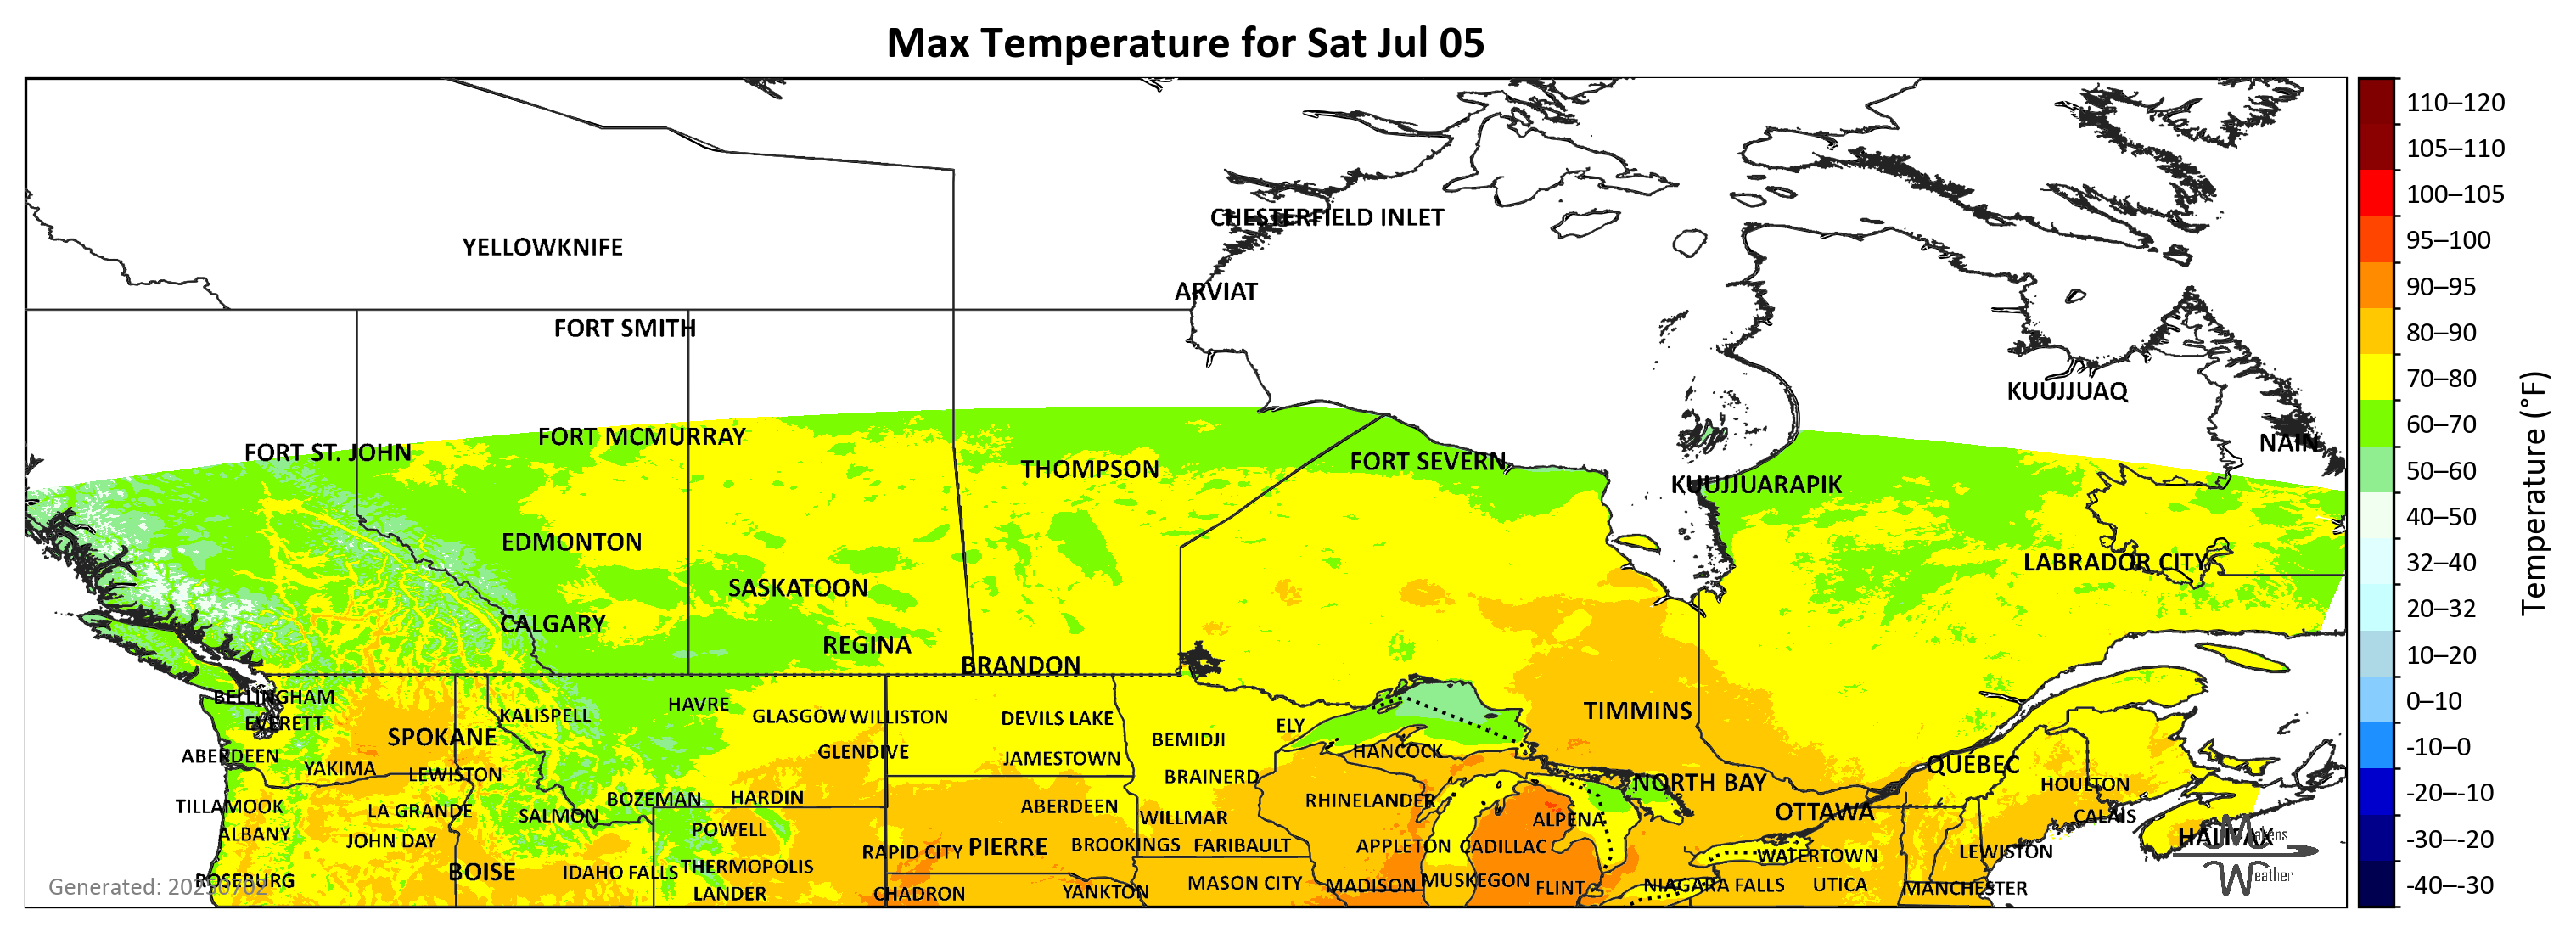 Max Temperature for Sat Jul 05
110–120
105–110
100–105
95–100
90–95
80–90
70–80
60–70
50–60
40–50
32–40
20–32
10–20
0–10
-10–0
-20–-10
-30–-20
-40–-30
Temperature (°F)
CHESTERFIELD INLET
YELLOWKNIFE
ARVIAT
FORT SMITH
KUUJJUAQ
FORT MCMURRAY
NAIN
FORT ST. JOHN
FORT SEVERN
THOMPSON
KUUJJUARAPIK
EDMONTON
LABRADOR CITY
SASKATOON
CALGARY
REGINA
BRANDON
BELLINGHAM
HAVRE
TIMMINS
KALISPELL
GLASGOW
WILLISTON
DEVILS LAKE
EVERETT
ELY
SPOKANE
BEMIDJI
GLENDIVE
HANCOCK
ABERDEEN
JAMESTOWN
QUÉBEC
YAKIMA
LEWISTON
BRAINERD
NORTH BAY
HOULTON
BOZEMAN
HARDIN
RHINELANDER
TILLAMOOK
ABERDEEN
LA GRANDE
OTTAWA
SALMON
WILLMAR
CALAIS
ALPENA
POWELL
ALBANY
HALIFAX
JOHN DAY
BROOKINGS
FARIBAULT
APPLETON
CADILLAC
PIERRE
RAPID CITY
LEWISTON
WATERTOWN
THERMOPOLIS
BOISE
IDAHO FALLS
ROSEBURG
MUSKEGON
MASON CITY
MADISON
NIAGARA FALLS
UTICA
FLINT
MANCHESTER
YANKTON
LANDER
CHADRON
Generated: 20250702
Makens
Weather